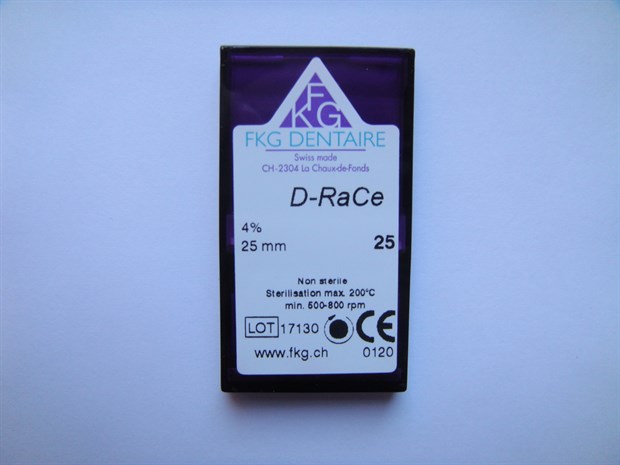 F
KG
FKG DENTAIRE
Swiss made
CH-2304 La Chaux-de-Fonds
D-RaCe
4%
25 mm 25
Non sterile
Sterilisation max. 200°C
min. 500-800 rpm
LOT 17130 CE
www.fkg.ch 0120